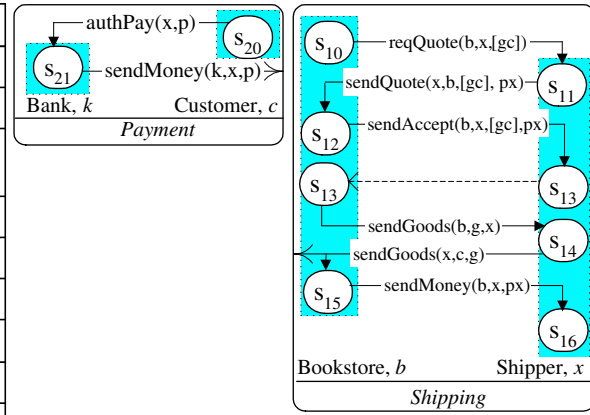 authPay(x,p)
s20
s21
sendMoney(k,x,p)
Bank, k
Customer, c
Payment
s10
reqQuote(b,x,[gc])
s11
sendQuote(x,b,[gc], px)
s12
sendAccept(b,x,[gc],px)
s13
s13
sendGoods(b,g,x)
s14
sendGoods(x,c,g)
s15
sendMoney(b,x,px)
s16
Bookstore, b
Shipper, x
Shipping